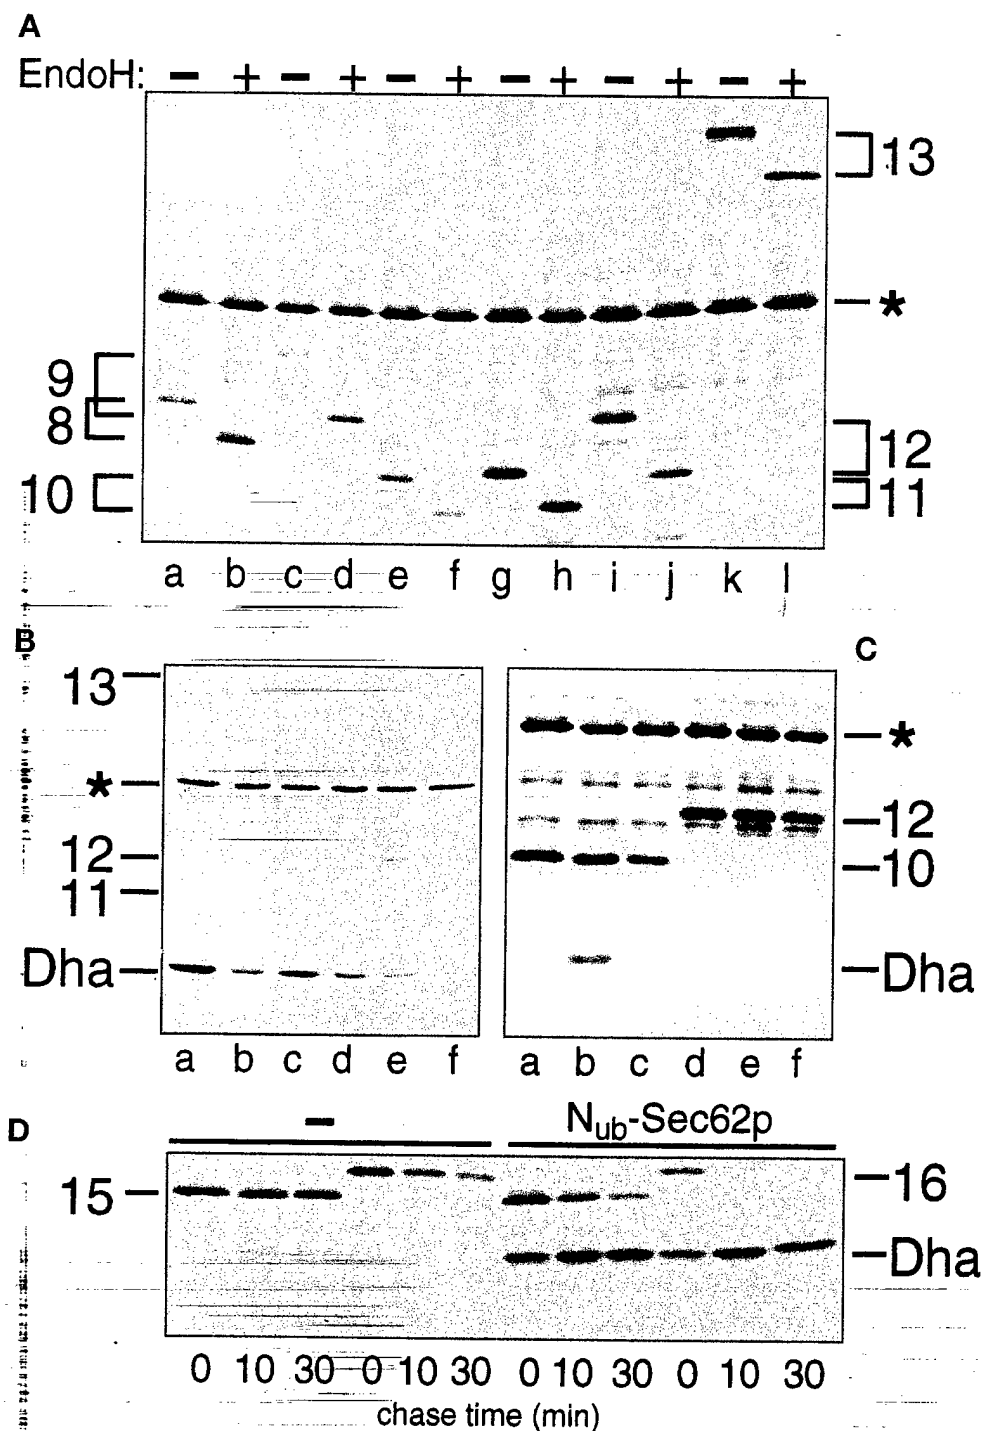 A
EndoH: − + − + − + − + − + − +
13
*
9
8
10
12
11
a b c d e f g h i j k l
B
C
13
*
12
11
Dha
*
12
10
Dha
a b c d e f
a b c d e f
D
−
Nub-Sec62p
15
16
Dha
0 10 30 0 10 30 0 10 30 0 10 30
chase time (min)